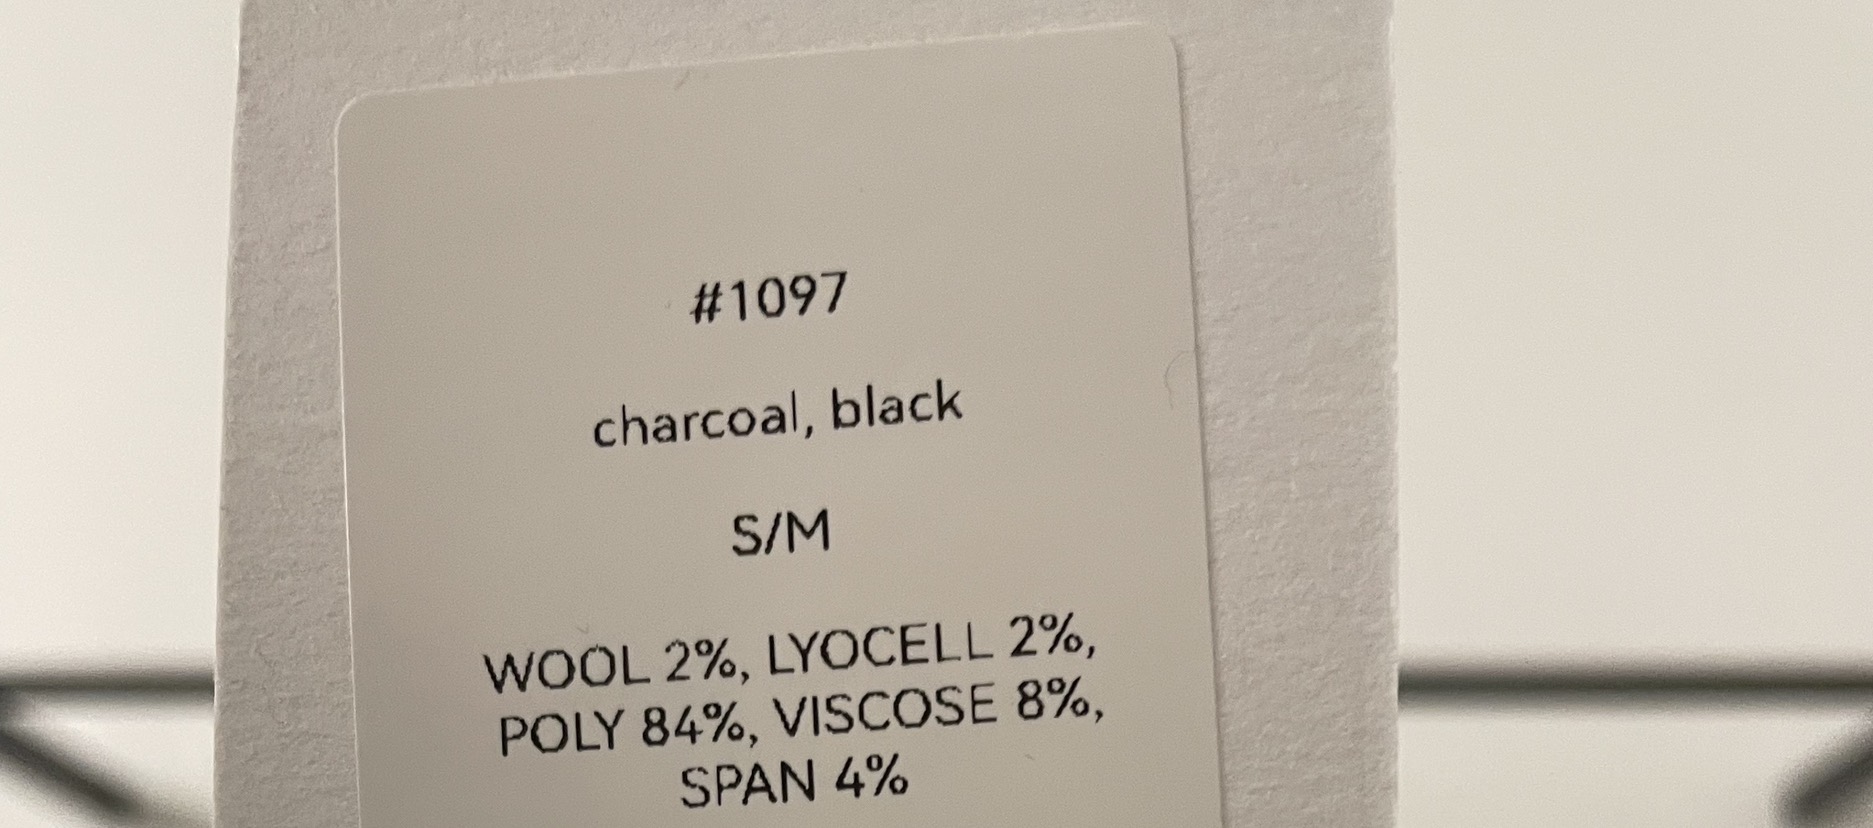 #1097
charcoal, black
S/M
WOOL 2%, LYOCELL 2%,
POLY 84%, VISCOSE 8%,
SPAN 4%